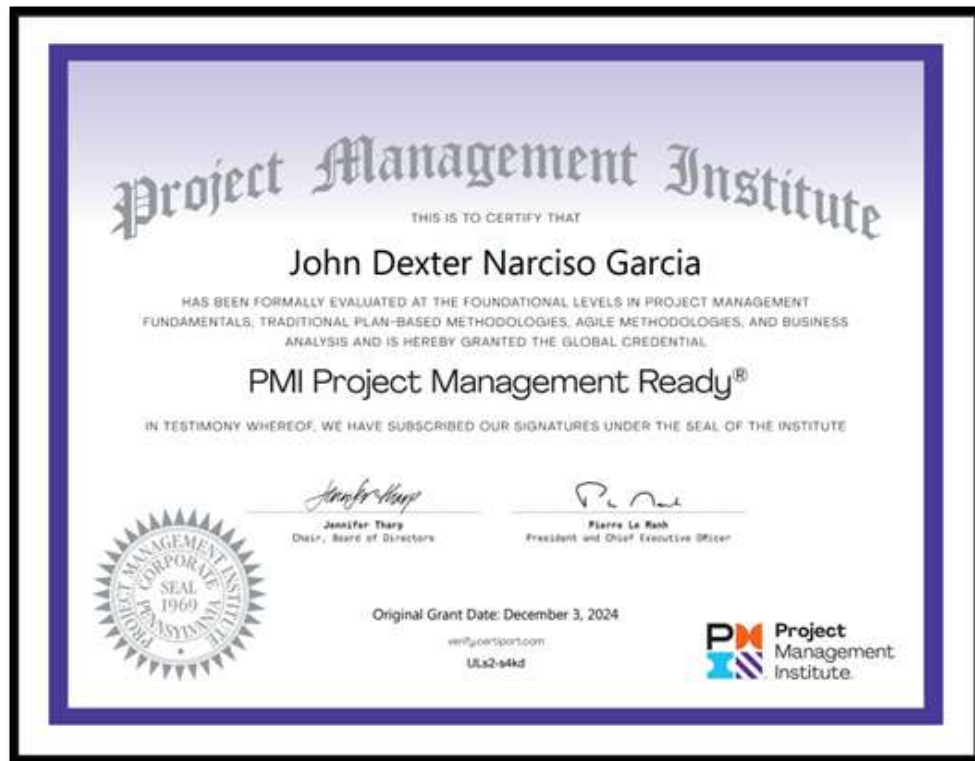 Project Management Institute
THIS IS TO CERTIFY THAT
John Dexter Narciso Garcia
HAS BEEN FORMALLY EVALUATED AT THE FOUNDATIONAL LEVELS IN PROJECT MANAGEMENT
FUNDAMENTALS, TRADITIONAL PLAN-BASED METHODOLOGIES, AGILE METHODOLOGIES, AND BUSINESS
ANALYSIS AND IS HEREBY GRANTED THE GLOBAL CREDENTIAL
PMI Project Management Ready®
IN TESTIMONY WHEREOF, WE HAVE SUBSCRIBED OUR SIGNATURES UNDER THE SEAL OF THE INSTITUTE
Jennifer Tharp
Jennifer Tharp
Chair, Board of Directors
Pierre Le Manh
President and Chief Executive Officer
PROJECT MANAGEMENT INSTITUTE
CORPORATE
SEAL
1969
PENNSYLVANIA
Original Grant Date: December 3, 2024
verify.certiport.com
ULs2-s4kd
PM
Project
Management
Institute.